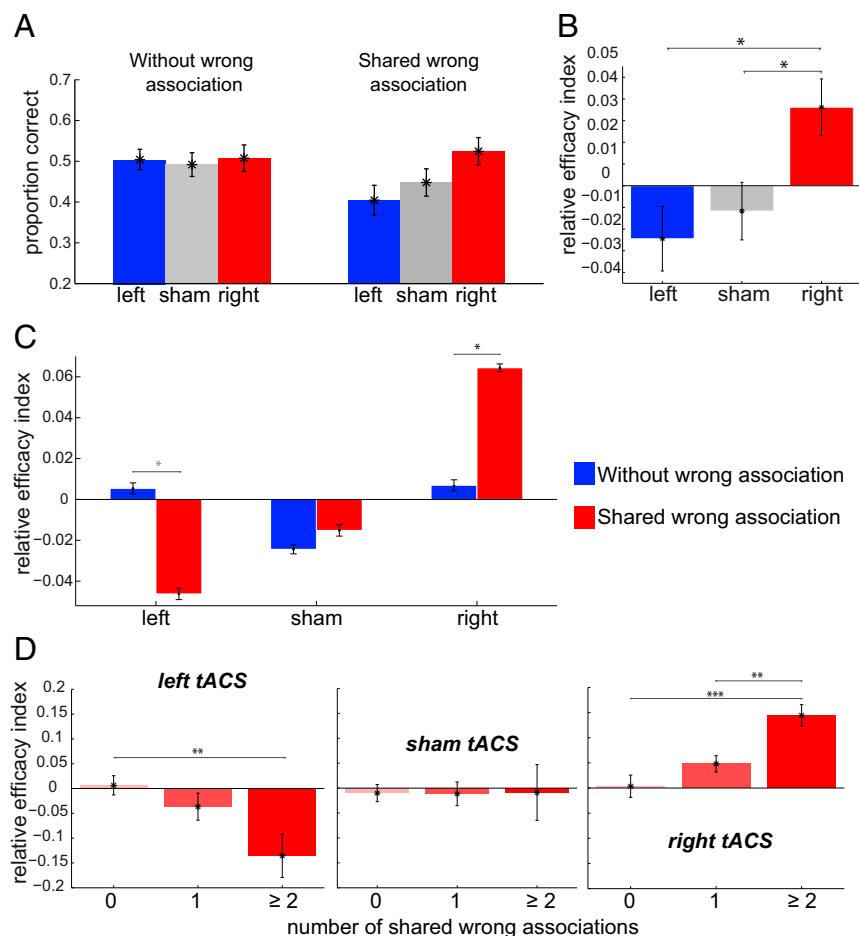 A
Without wrong
association
Shared wrong
association
proportion correct
0.7
0.6
0.5
0.4
0.3
0.2
left sham right
left sham right
B
relative efficacy index
0.05
0.04
0.03
0.02
0.01
0
−0.01
−0.02
−0.03
−0.04
*
*
left sham right
C
relative efficacy index
0.06
0.04
0.02
0
−0.02
−0.04
*
*
left sham right
Without wrong association
Shared wrong association
D
relative efficacy index
0.2
0.15
0.1
0.05
0
−0.05
−0.1
−0.15
−0.2
left tACS
**
0 1 ≥ 2
sham tACS
0 1 ≥ 2
**
***
right tACS
0 1 ≥ 2
number of shared wrong associations